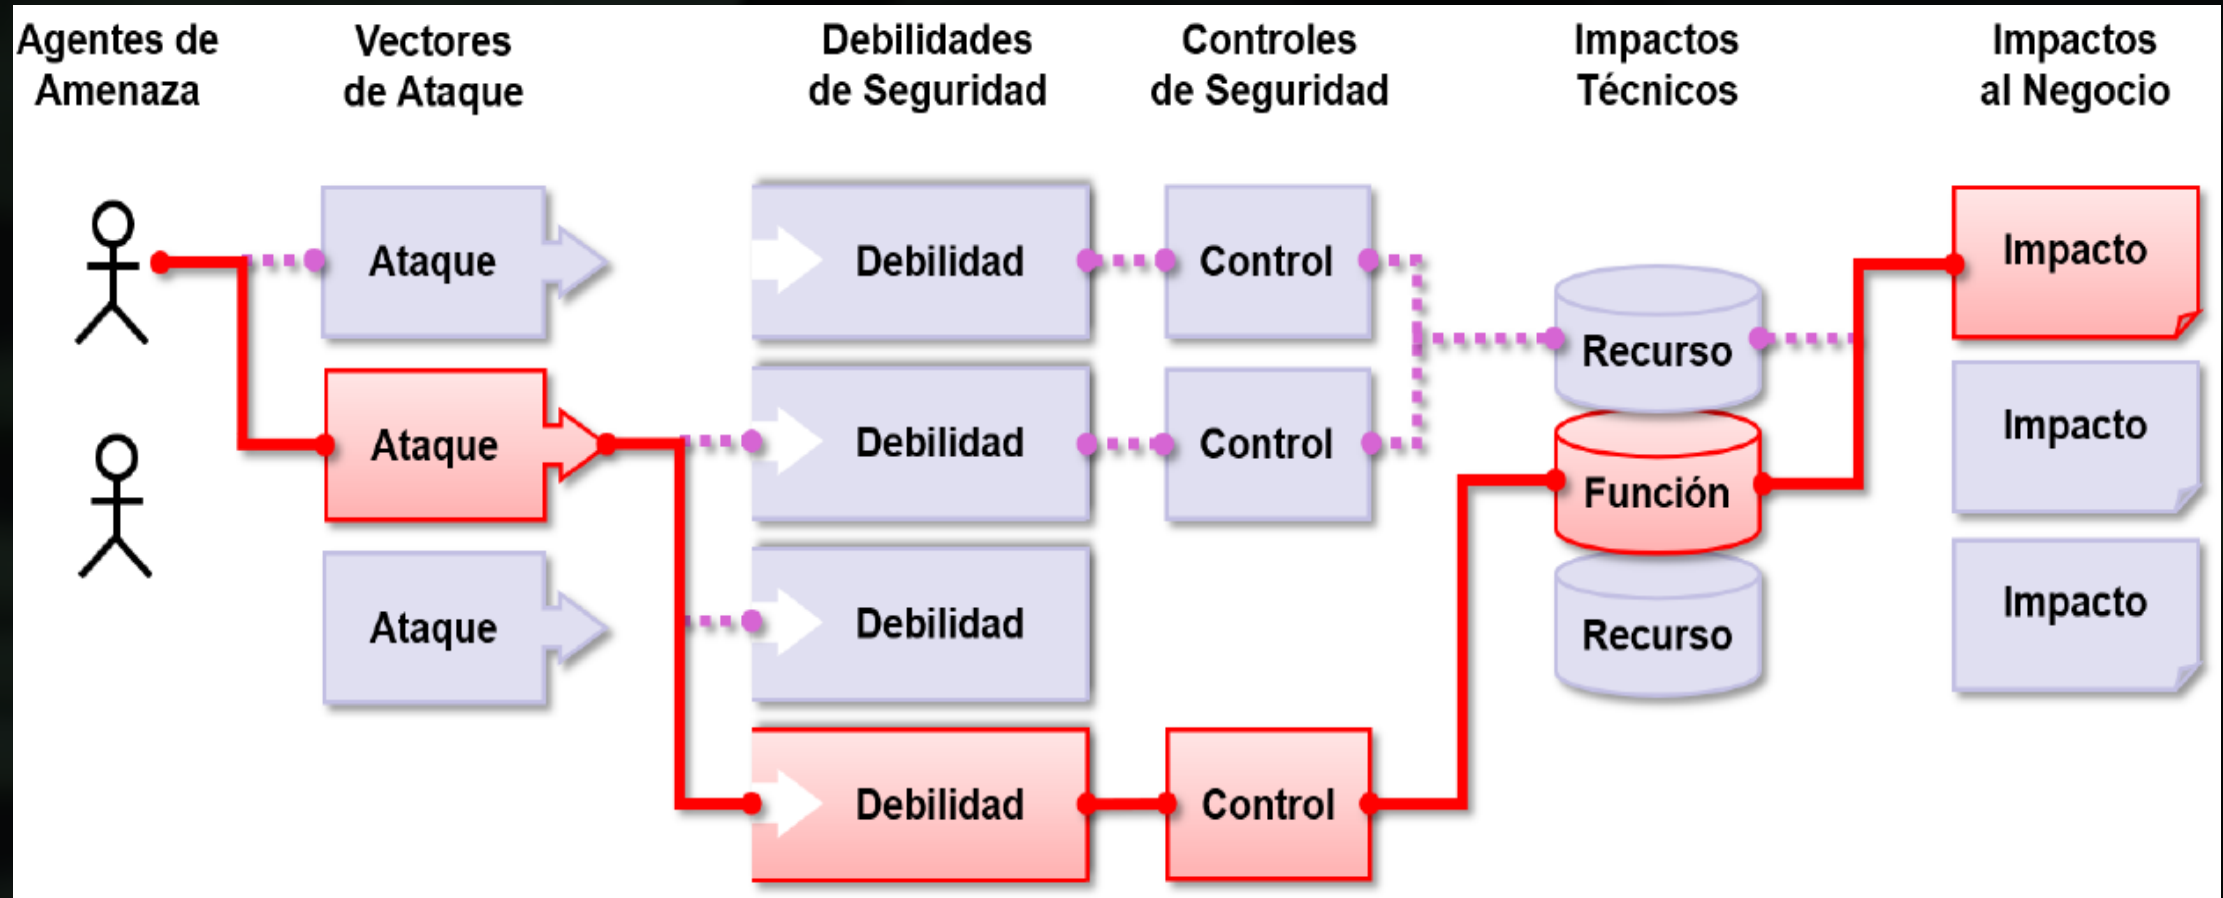 Agentes de
Amenaza
Vectores
de Ataque
Debilidades
de Seguridad
Controles
de Seguridad
Impactos
Técnicos
Impactos
al Negocio
Ataque
Debilidad
Control
Impacto
Recurso
Ataque
Debilidad
Control
Impacto
Función
Ataque
Debilidad
Recurso
Impacto
Debilidad
Control